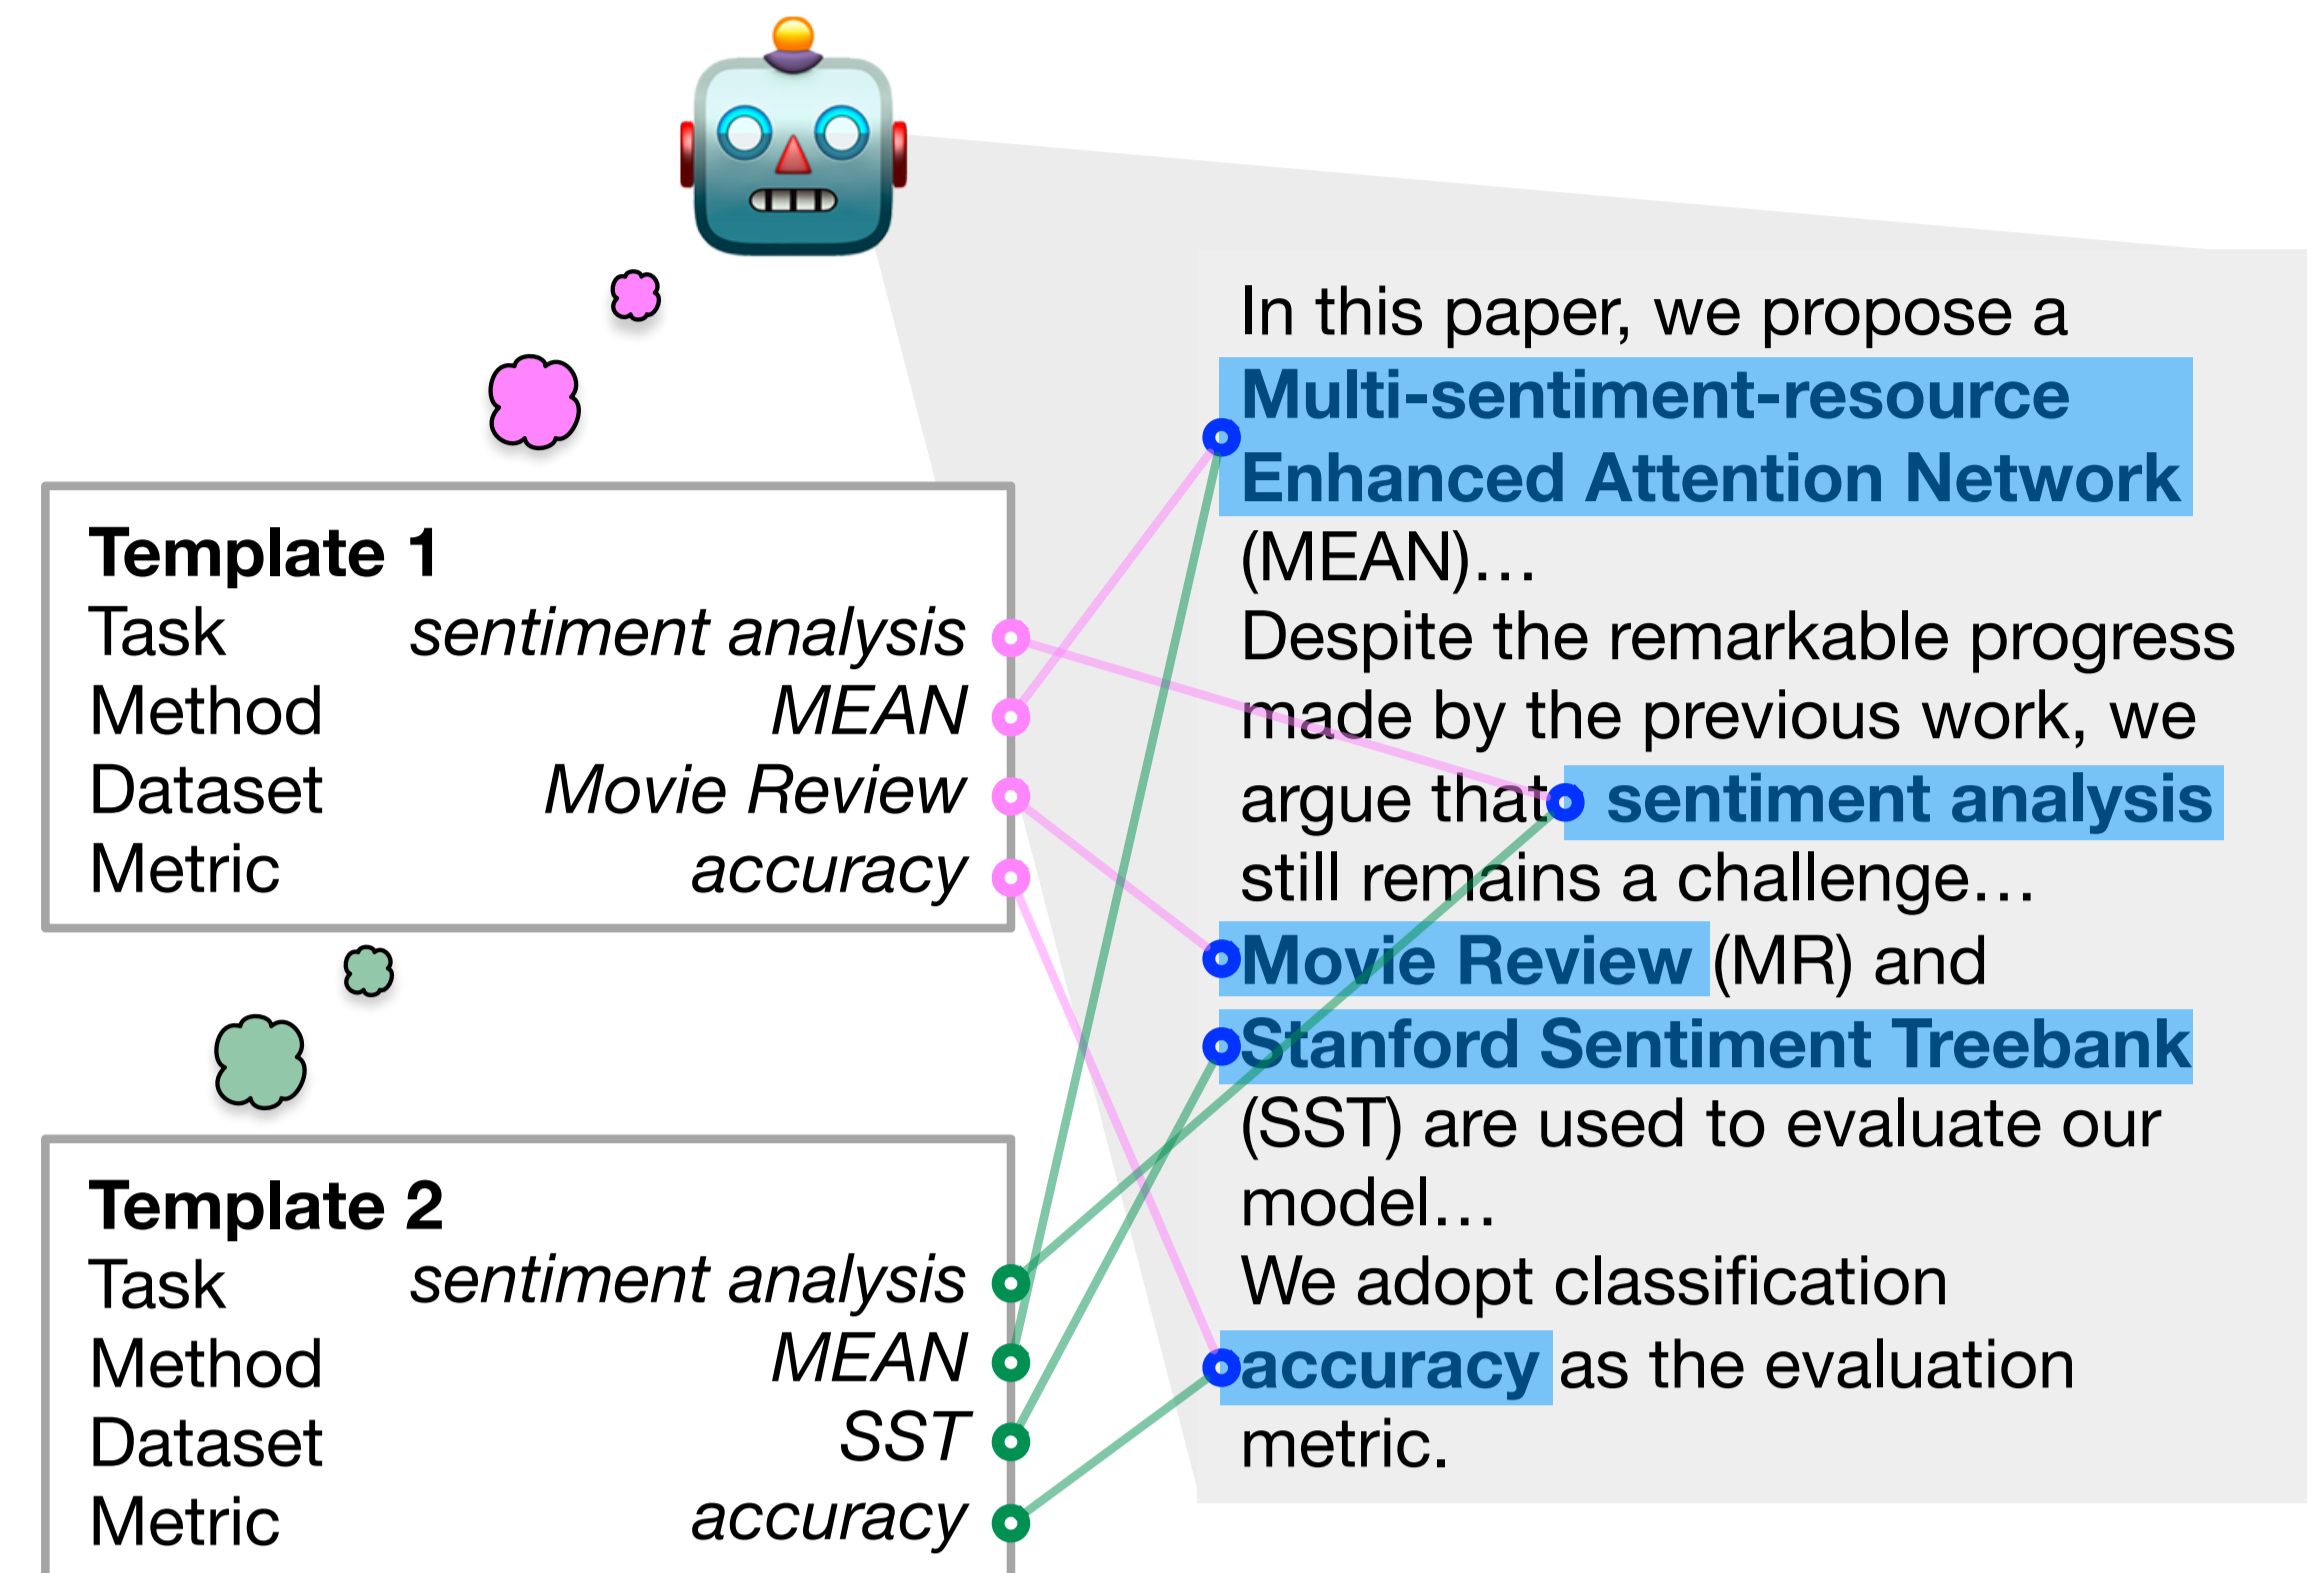 Template 1
Task sentiment analysis
Method MEAN
Dataset Movie Review
Metric accuracy
Template 2
Task sentiment analysis
Method MEAN
Dataset SST
Metric accuracy
In this paper, we propose a
Multi-sentiment-resource
Enhanced Attention Network
(MEAN)…
Despite the remarkable progress
made by the previous work, we
argue that sentiment analysis
still remains a challenge…
Movie Review (MR) and
Stanford Sentiment Treebank
(SST) are used to evaluate our
model…
We adopt classification
accuracy as the evaluation
metric.